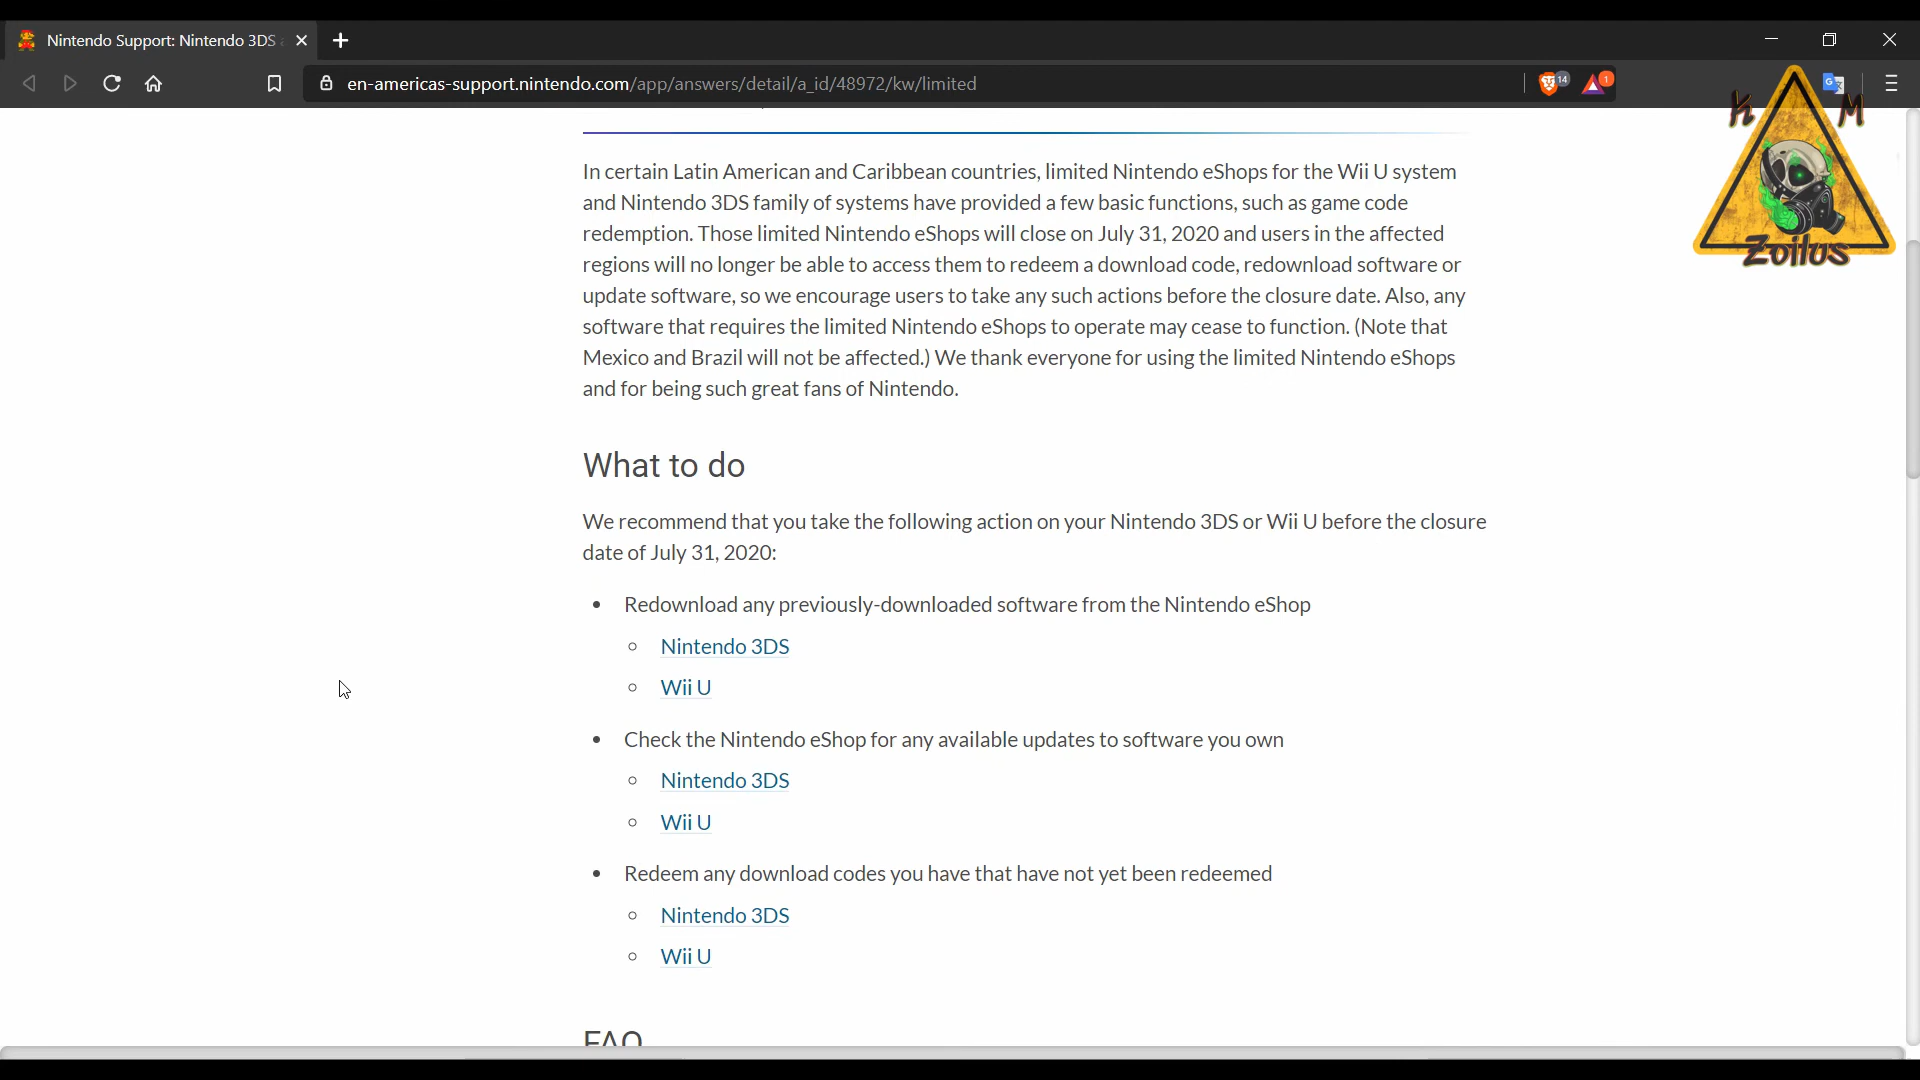 Nintendo Support: Nintendo 3DS
en-americas-support.nintendo.com/app/answers/detail/a_id/48972/kw/limited
14
1
K M
Zoilus
In certain Latin American and Caribbean countries, limited Nintendo eShops for the Wii U system
and Nintendo 3DS family of systems have provided a few basic functions, such as game code
redemption. Those limited Nintendo eShops will close on July 31, 2020 and users in the affected
regions will no longer be able to access them to redeem a download code, redownload software or
update software, so we encourage users to take any such actions before the closure date. Also, any
software that requires the limited Nintendo eShops to operate may cease to function. (Note that
Mexico and Brazil will not be affected.) We thank everyone for using the limited Nintendo eShops
and for being such great fans of Nintendo.
What to do
We recommend that you take the following action on your Nintendo 3DS or Wii U before the closure
date of July 31, 2020:
• Redownload any previously-downloaded software from the Nintendo eShop
◦ Nintendo 3DS
◦ Wii U
• Check the Nintendo eShop for any available updates to software you own
◦ Nintendo 3DS
◦ Wii U
• Redeem any download codes you have that have not yet been redeemed
◦ Nintendo 3DS
◦ Wii U
FAQ